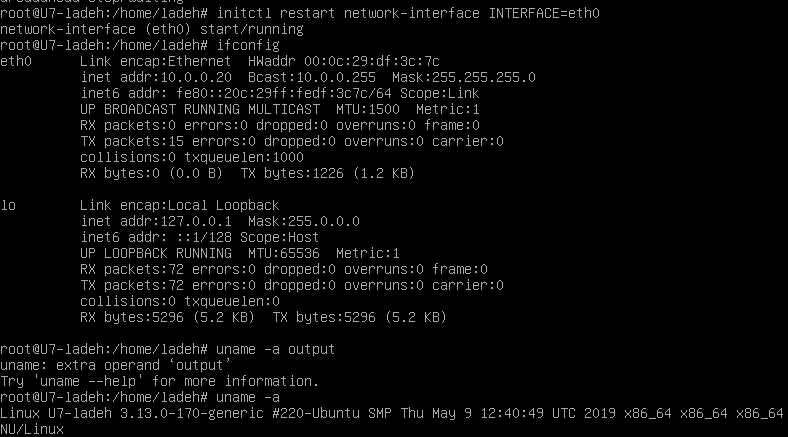 root@U7-ladeh:/home/ladeh# initctl restart network-interface INTERFACE=eth0
network-interface (eth0) start/running
root@U7-ladeh:/home/ladeh# ifconfig
eth0      Link encap:Ethernet  HWaddr 00:0c:29:df:3c:7c
          inet addr:10.0.0.20  Bcast:10.0.0.255  Mask:255.255.255.0
          inet6 addr: fe80::20c:29ff:fedf:3c7c/64 Scope:Link
          UP BROADCAST RUNNING MULTICAST  MTU:1500  Metric:1
          RX packets:0 errors:0 dropped:0 overruns:0 frame:0
          TX packets:15 errors:0 dropped:0 overruns:0 carrier:0
          collisions:0 txqueuelen:1000
          RX bytes:0 (0.0 B)  TX bytes:1226 (1.2 KB)
lo        Link encap:Local Loopback
          inet addr:127.0.0.1  Mask:255.0.0.0
          inet6 addr: ::1/128 Scope:Host
          UP LOOPBACK RUNNING  MTU:65536  Metric:1
          RX packets:72 errors:0 dropped:0 overruns:0 frame:0
          TX packets:72 errors:0 dropped:0 overruns:0 carrier:0
          collisions:0 txqueuelen:0
          RX bytes:5296 (5.2 KB)  TX bytes:5296 (5.2 KB)
root@U7-ladeh:/home/ladeh# uname -a output
uname: extra operand ‘output’
Try 'uname --help' for more information.
root@U7-ladeh:/home/ladeh# uname -a
Linux U7-ladeh 3.13.0-170-generic #220-Ubuntu SMP Thu May 9 12:40:49 UTC 2019 x86_64 x86_64 x86_64
NU/Linux